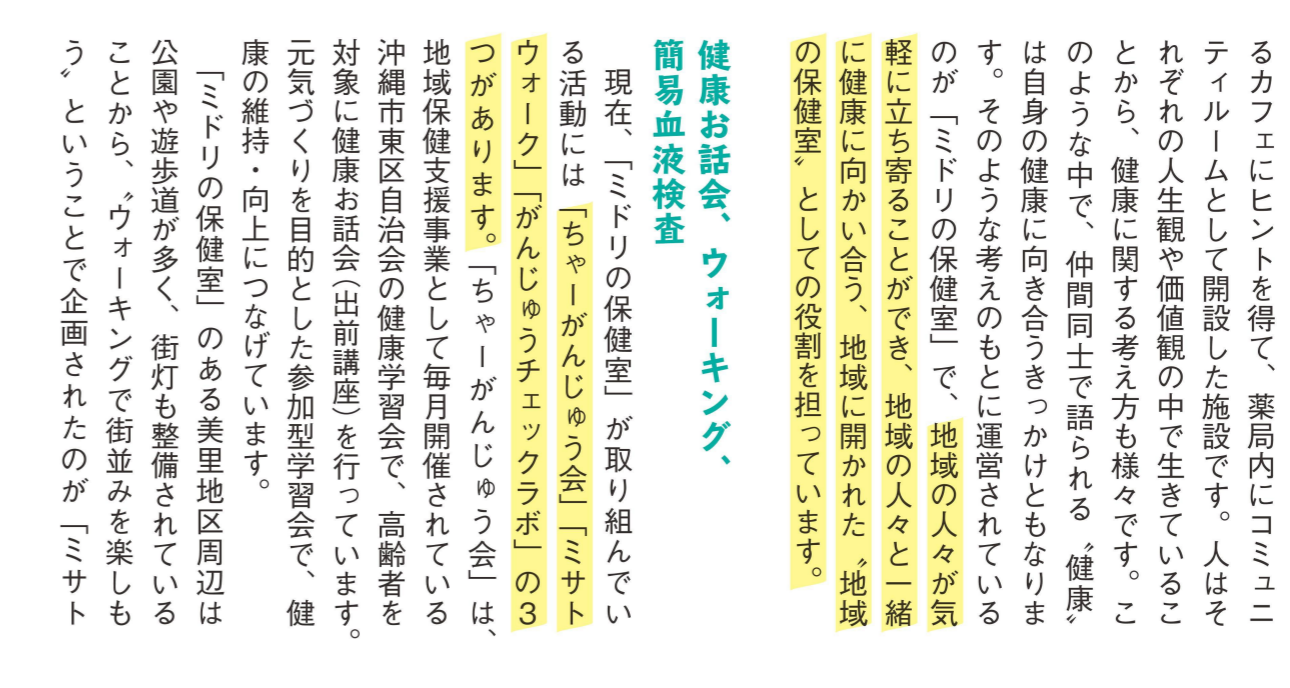 るカフェにヒントを得て、薬局内にコミュニ
ティルームとして開設した施設です。人はそ
れぞれの人生観や価値観の中で生きているこ
とから、健康に関する考え方も様々です。こ
のような中で、仲間同士で語られる〝健康〟
は自身の健康に向き合うきっかけともなりま
す。そのような考えのもとに運営されている
のが「ミドリの保健室」で、地域の人々が気
軽に立ち寄ることができ、地域の人々と一緒
に健康に向かい合う、地域に開かれた〝地域
の保健室〟としての役割を担っています。
健康お話会、ウォーキング、
簡易血液検査
現在、「ミドリの保健室」が取り組んでい
る活動には「ちゃーがんじゅう会」「ミサト
ウォーク」「がんじゅうチェックラボ」の3
つがあります。「ちゃーがんじゅう会」は、
地域保健支援事業として毎月開催されている
沖縄市東区自治会の健康学習会で、高齢者を
対象に健康お話会(出前講座)を行っています。
元気づくりを目的とした参加型学習会で、健
康の維持・向上につなげています。
「ミドリの保健室」のある美里地区周辺は
公園や遊歩道が多く、街灯も整備されている
ことから、〝ウォーキングで街並みを楽しも
う〟ということで企画されたのが「ミサト